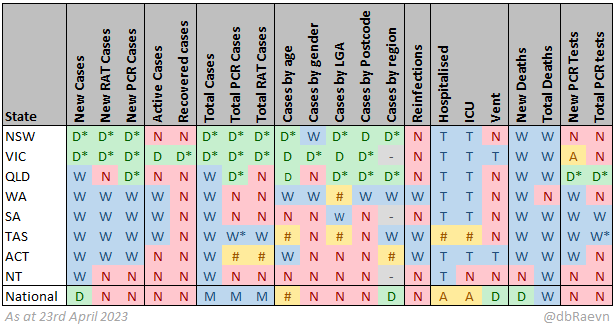 State New Cases New RAT Cases New PCR Cases Active Cases Recovered cases Total Cases Total PCR Cases Total RAT Cases Cases by age Cases by gender Cases by LGA Cases by Postcode Cases by region Reinfections Hospitalised ICU Vent New Deaths Total Deaths New PCR Tests Total PCR tests
NSW D* D* D* N N D* D* D* D* W D* D D* N T T N W W N N
VIC D* D* D* D D* D* D* D* D D* D* D* - N T T T W W A N
QLD W N D* N N W D* N D N D* D* D* N T T N W W D* D*
WA W W W W N W W W W W # W W W T T N W N N N
SA W W W N N W W N N N W N - N T T N W W W W
TAS W W W W N W W* W # N # N - N # # N W W W W*
ACT W W W N N W # # W N N N # N T T T W W W W
NT W N N N N W N N N N N N - N T N N N N N N
National D N N N N M M M # N N N D N A A D D W N N
As at 23rd April 2023 @dbRaevn